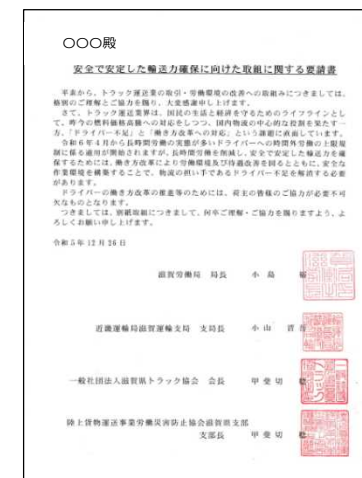 〇〇〇殿
安全で安定した輸送力確保に向けた取組に関する要請書
平素から、トラック運送業の取引・労働環境の改善への取組みにつきましては、
格別のご理解とご協力を賜り、大変感謝申し上げます。
さて、トラック運送業界は、国民の生活と経済を守るためのライフラインとし
て、昨今の燃料価格高騰への対応をしつつ、国内物流の中心的な役割を果たす一
方、「ドライバー不足」と「働き方改革への対応」という課題に直面しています。
令和6年4月から長時間労働の実態が多いドライバーへの時間外労働の上限規
制に係る適用が開始されますが、長時間労働を削減し、安全で安定した輸送力を確
保するためには、働き方改革により労働環境及び待遇改善を図るとともに、安全な
作業環境を構築することで、物流の担い手であるドライバー不足を解消する必要
があります。
ドライバーの働き方改革の推進等のためには、荷主の皆様のご協力が必要不可
欠なものとなります。
つきましては、別紙取組について、何卒ご理解・ご協力を賜りますよう、よ
ろしくお願い申し上げます。
令和5年12月26日
滋賀労働局 局長 小島
近畿運輸局滋賀運輸支局 支局長 小山
一般社団法人滋賀県トラック協会 会長 甲斐切
陸上貨物運送事業労働災害防止協会滋賀県支部
支部長 甲斐切